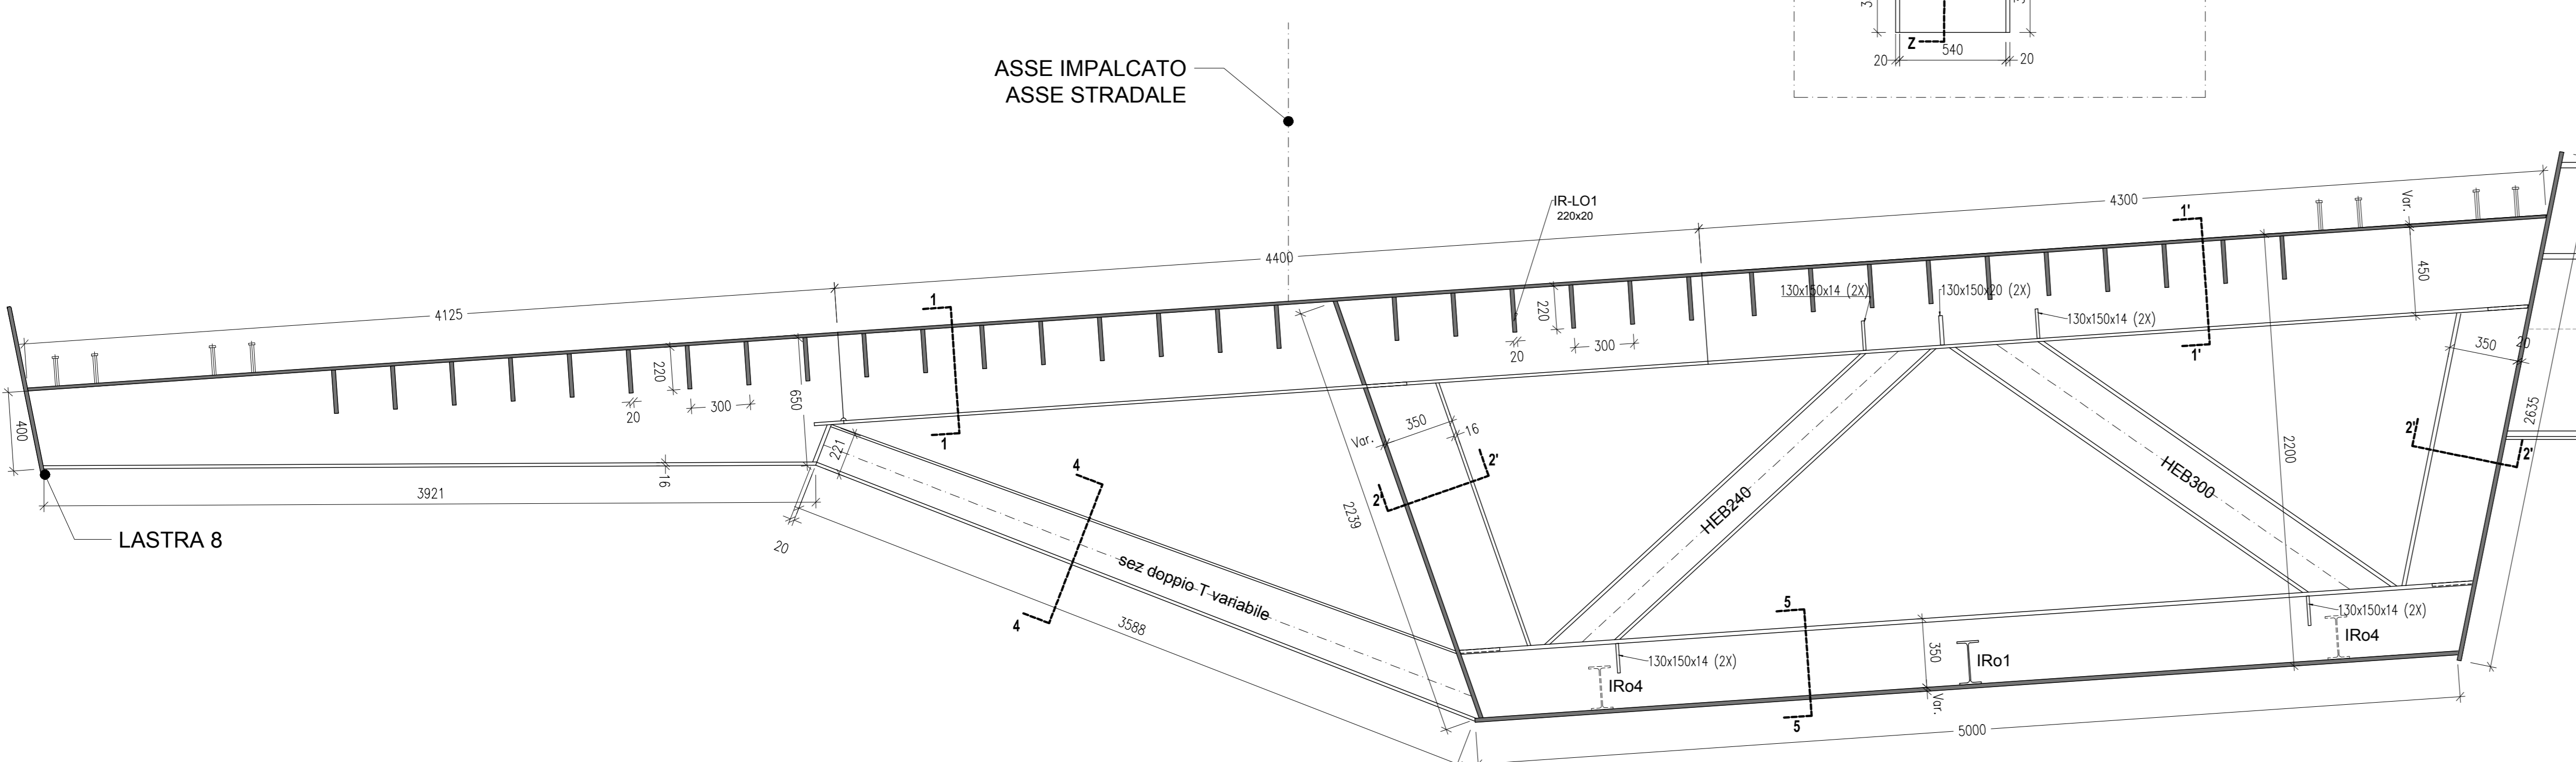 3
Z
540
20
20
ASSE IMPALCATO
ASSE STRADALE
4300
Var.
1'
IR-LO1
220x20
4400
4125
1
130x150x14 (2X)
130x150x20 (2X)
130x150x14 (2X)
450
220
20
300
1'
350
20
220
20
300
650
1
400
16
3921
LASTRA 8
221
20
4
4
sez doppio T variabile
3588
Var.
350
16
2'
2'
2239
HEB240
HEB300
2200
2'
2'
2635
5
5
130x150x14 (2X)
IRo4
130x150x14 (2X)
IRo4
350
IRo1
Var.
5000